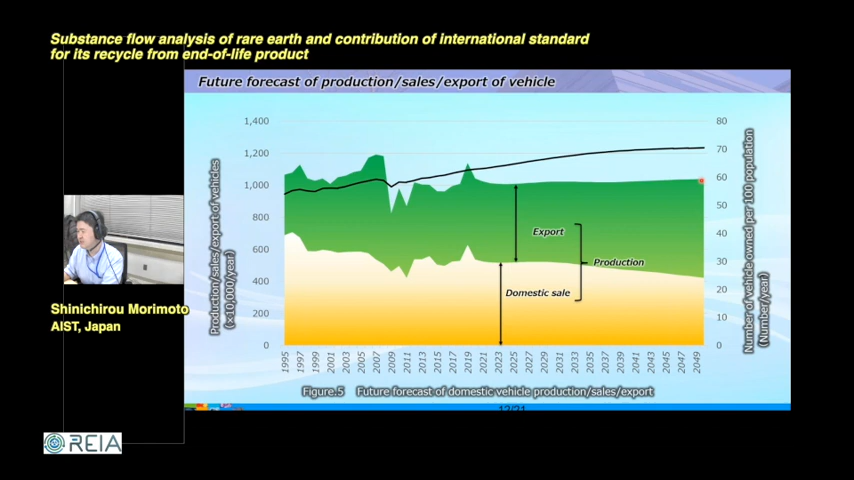 Substance flow analysis of rare earth and contribution of international standard
for its recycle from end-of-life product
Future forecast of production/sales/export of vehicle
1,400
1,200
1,000
800
600
400
200
0
80
70
60
50
40
30
20
10
0
Production/sales/export of vehicles
(×10,000/year)
Number of vehicle owned per 100 population
(Number/year)
Export
Production
Domestic sale
1995 1997 1999 2001 2003 2005 2007 2009 2011 2013 2015 2017 2019 2021 2023 2025 2027 2029 2031 2033 2035 2037 2039 2041 2043 2045 2047 2049
Figure.5 Future forecast of domestic vehicle production/sales/export
12/21
Shinichirou Morimoto
AIST, Japan
REIA